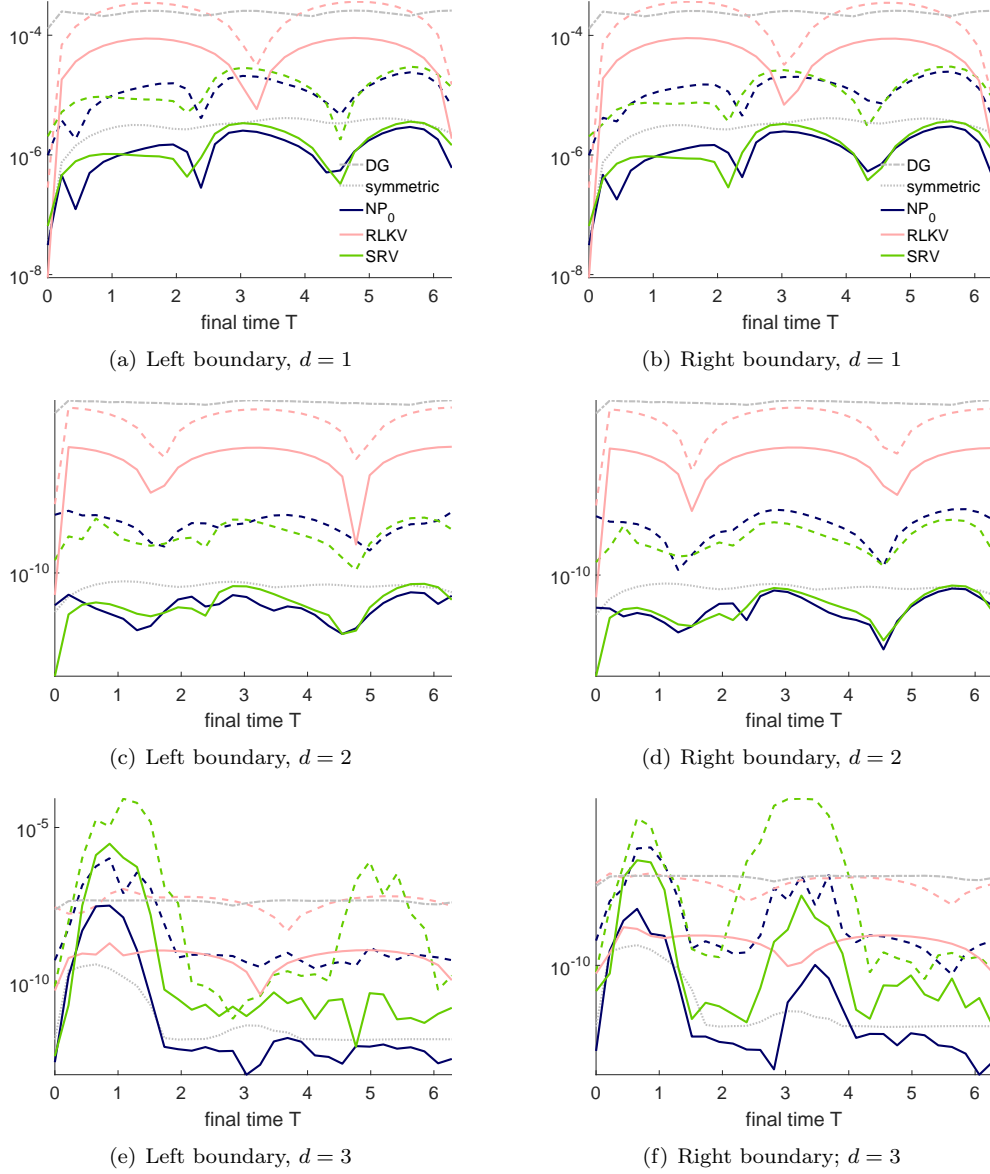 10^-4
10^-6
10^-8
0 1 2 3 4 5 6
final time T
DG
symmetric
NP_0
RLKV
SRV
(a) Left boundary, d = 1
10^-4
10^-6
10^-8
0 1 2 3 4 5 6
final time T
DG
symmetric
NP_0
RLKV
SRV
(b) Right boundary, d = 1
10^-10
0 1 2 3 4 5 6
final time T
(c) Left boundary, d = 2
10^-10
0 1 2 3 4 5 6
final time T
(d) Right boundary, d = 2
10^-5
10^-10
0 1 2 3 4 5 6
final time T
(e) Left boundary, d = 3
10^-10
0 1 2 3 4 5 6
final time T
(f) Right boundary; d = 3